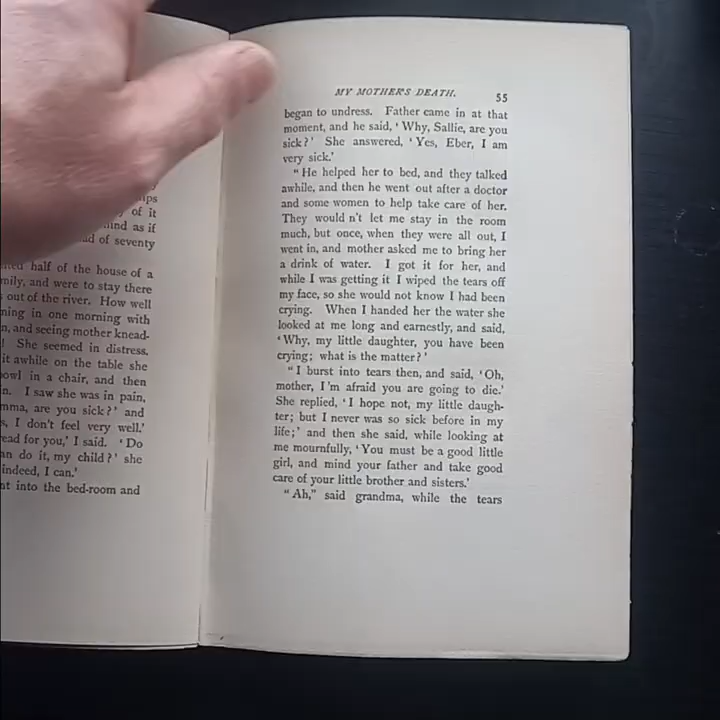 of it
mind as if
of seventy
half of the house of a
and were to stay there
out of the river. How well
in one morning with
and seeing mother knead-
! She seemed in distress.
it awhile on the table she
in a chair, and then
I saw she was in pain,
are you sick?' and
I don't feel very well.'
for you,' I said. 'Do
do it, my child?' she
indeed, I can.'
into the bed-room and
MY MOTHER'S DEATH. 55
began to undress. Father came in at that
moment, and he said, 'Why, Sallie, are you
sick?' She answered, 'Yes, Eber, I am
very sick.'
"He helped her to bed, and they talked
awhile, and then he went out after a doctor
and some women to help take care of her.
They would n't let me stay in the room
much, but once, when they were all out, I
went in, and mother asked me to bring her
a drink of water. I got it for her, and
while I was getting it I wiped the tears off
my face, so she would not know I had been
crying. When I handed her the water she
looked at me long and earnestly, and said,
'Why, my little daughter, you have been
crying; what is the matter?'
"I burst into tears then, and said, 'Oh,
mother, I'm afraid you are going to die.'
She replied, 'I hope not, my little daugh-
ter; but I never was so sick before in my
life;' and then she said, while looking at
me mournfully, 'You must be a good little
girl, and mind your father and take good
care of your little brother and sisters.'
"Ah," said grandma, while the tears